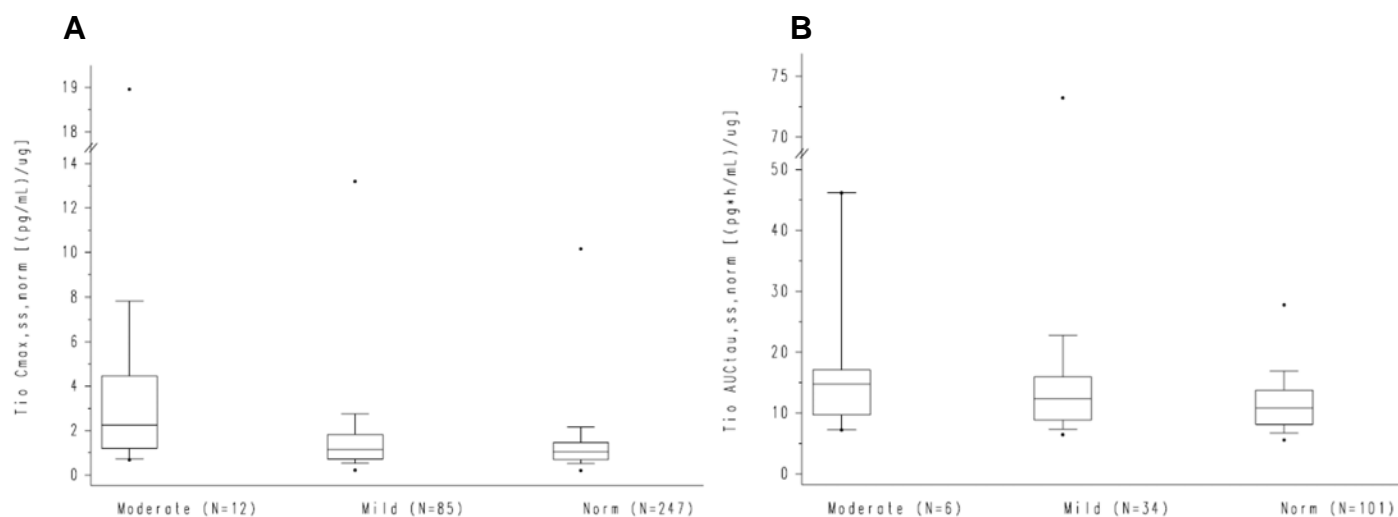 A
Tio Cmax,ss,norm [(pg/mL)/ug]
19
18
14
12
10
8
6
4
2
0
Moderate (N=12)
Mild (N=85)
Norm (N=247)
B
Tio AUCtau,ss,norm [(pg*h/mL)/ug]
75
70
50
40
30
20
10
0
Moderate (N=6)
Mild (N=34)
Norm (N=101)